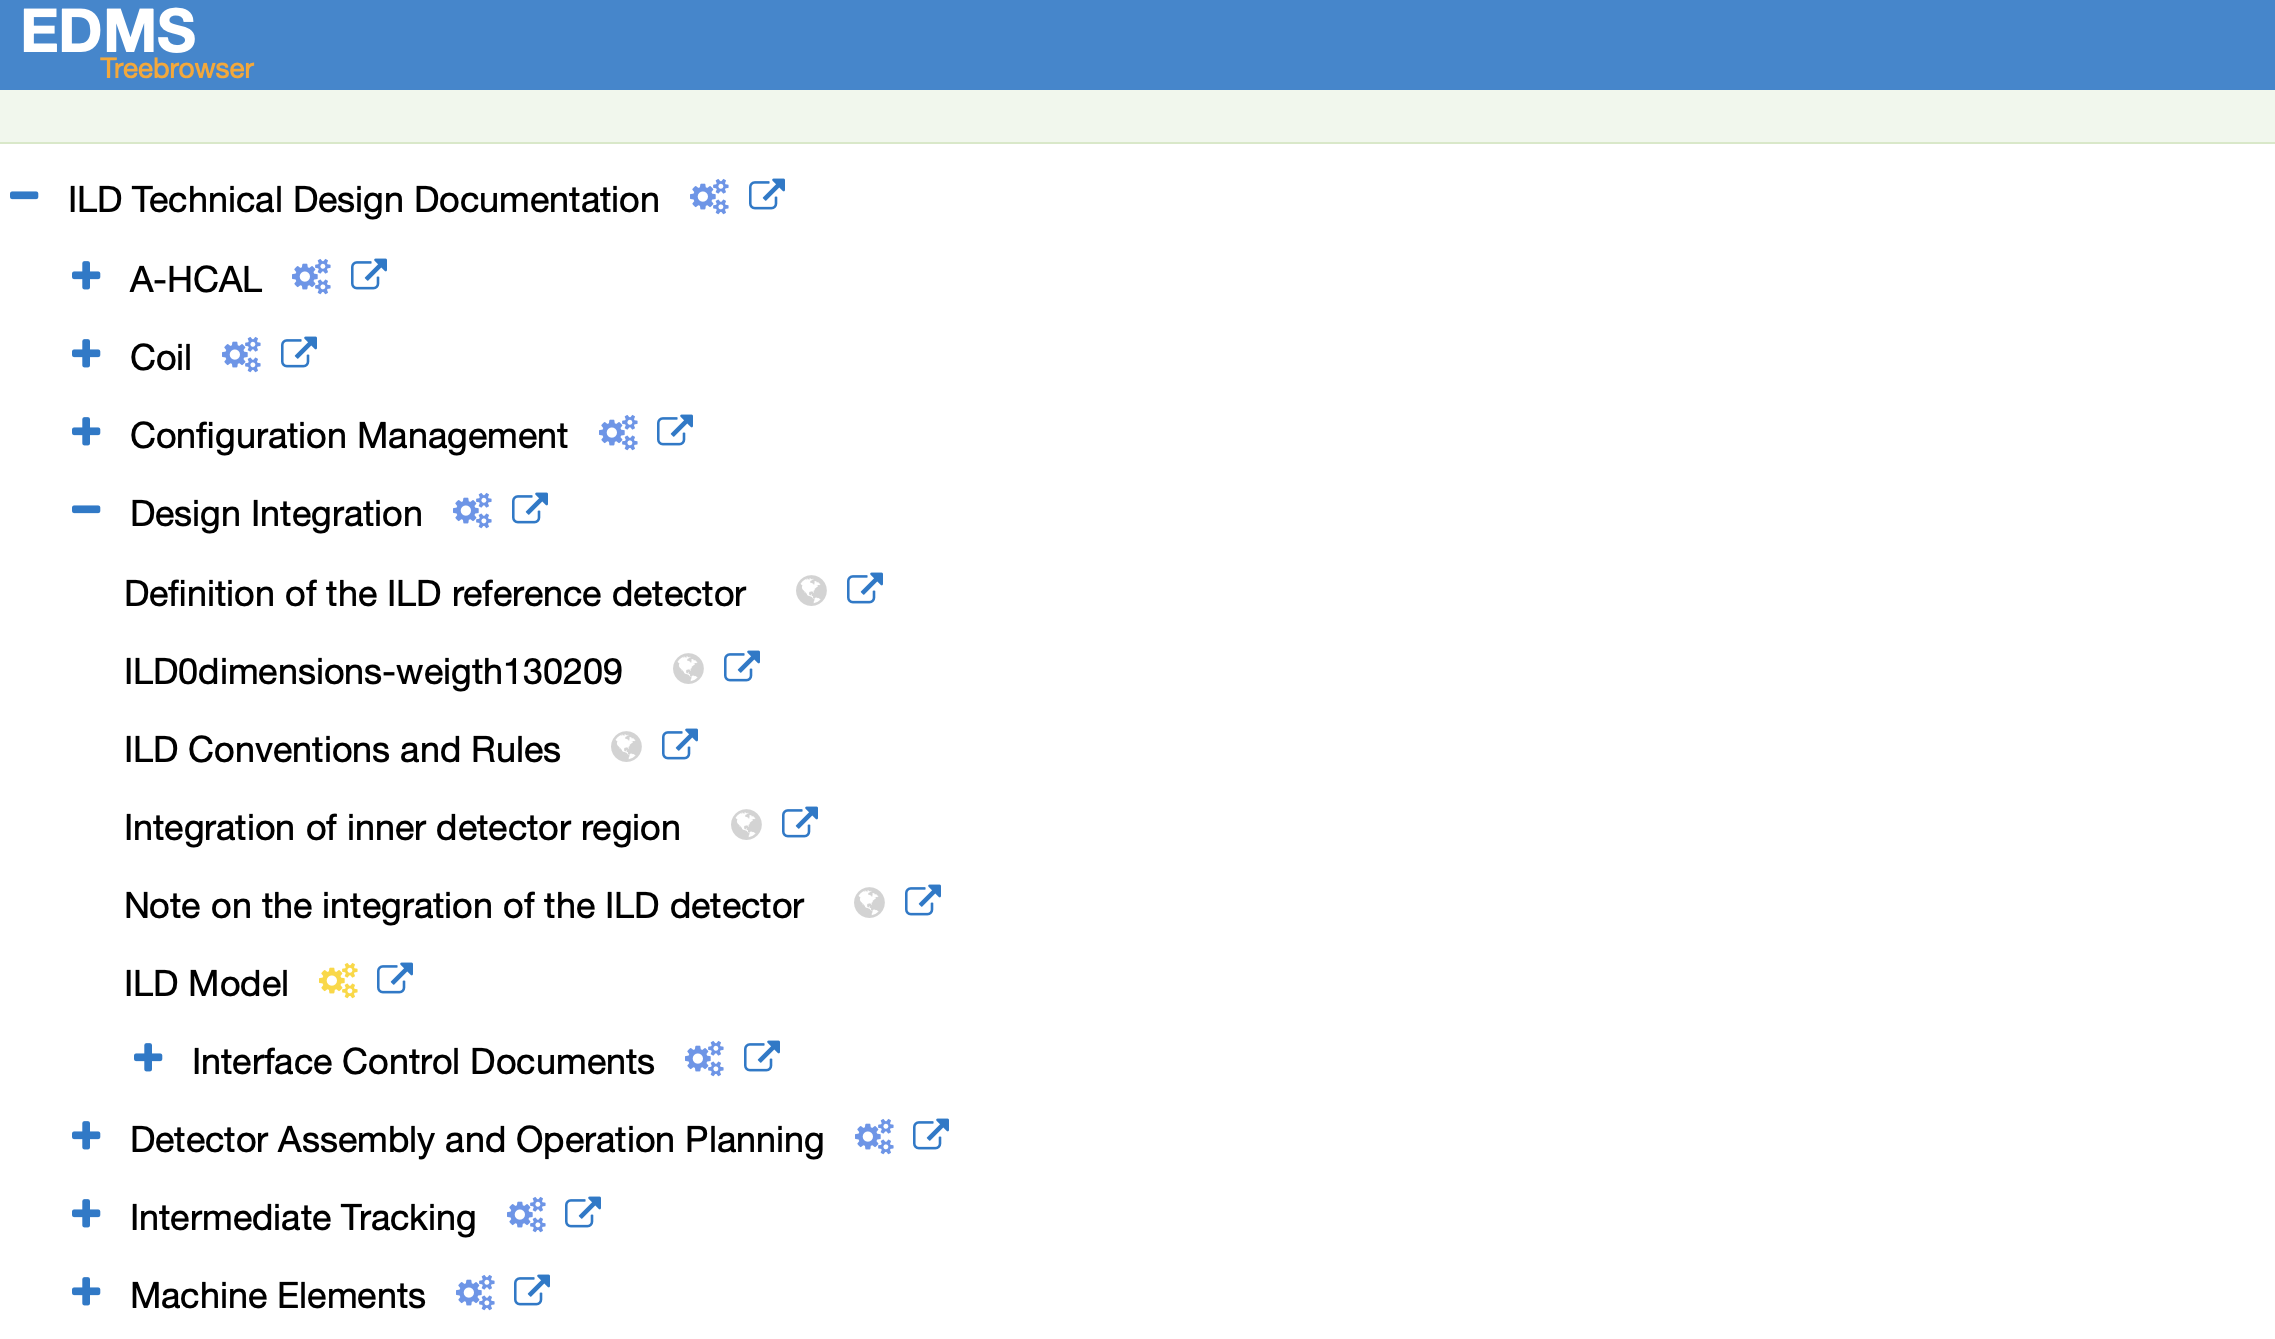 EDMS
Treebrowser
ILD Technical Design Documentation
A-HCAL
Coil
Configuration Management
Design Integration
Definition of the ILD reference detector
ILD0dimensions-weigth130209
ILD Conventions and Rules
Integration of inner detector region
Note on the integration of the ILD detector
ILD Model
Interface Control Documents
Detector Assembly and Operation Planning
Intermediate Tracking
Machine Elements